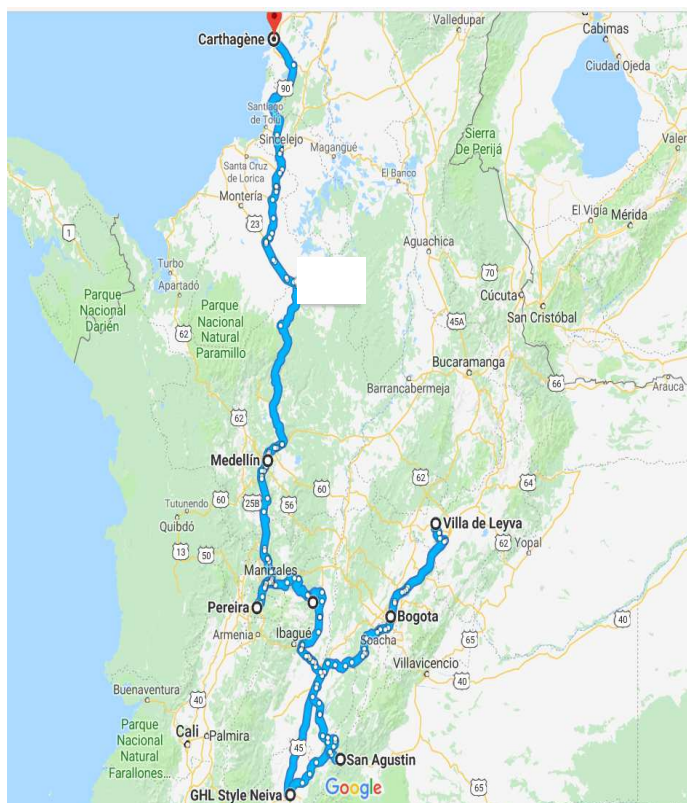 Valledupar
Cabimas
Carthagène
Ciudad Ojeda
90
Santiago
de Tolú
Sierra
De Perijá
Valer
Sincelejo
Magangué
Santa Cruz
de Lorica
El Banco
Montería
23
El Vigía
Mérida
1
Aguachica
Turbo
70
Apartadó
Cúcuta
Parque
Nacional
Darién
Parque
Nacional
Natural
Paramillo
San Cristóbal
62
45A
Bucaramanga
66
Barrancabermeja
Arauca
62
Medellín
60
62
64
60
25B
56
Tutunendo
Quibdó
Villa de Leyva
62
Yopal
13
50
Manizales
Pereira
Bogota
40
Armenia
Ibagué
Soacha
65
Villavicencio
40
Buenaventura
40
Parque
Nacional
Natural
Farallones...
Cali
Palmira
45
San Agustin
65
GHL Style Neiva
Google